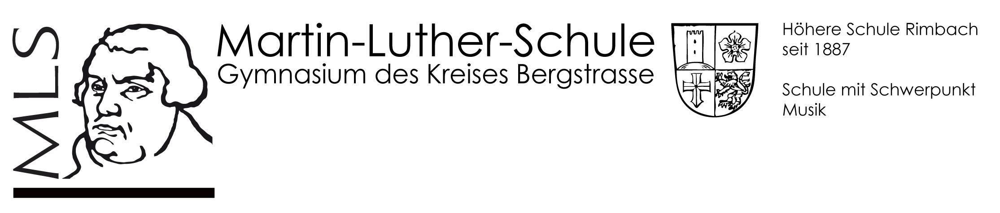 MLS
Martin-Luther-Schule
Gymnasium des Kreises Bergstrasse
Höhere Schule Rimbach
seit 1887
Schule mit Schwerpunkt
Musik